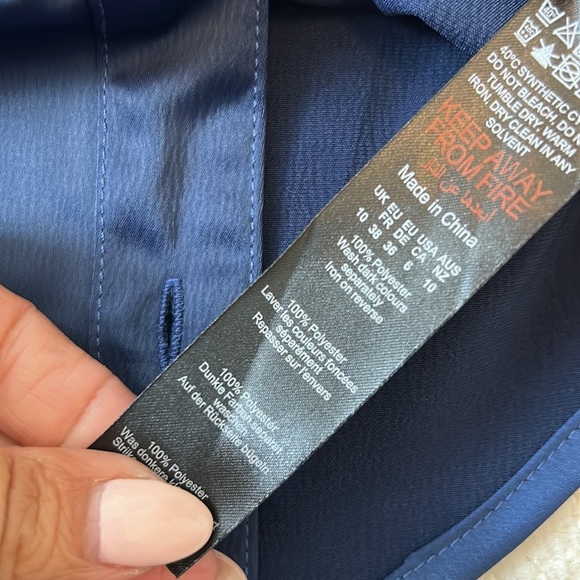 40°C SYNTHETIC
DO NOT BLEACH, DO
TUMBLE DRY, WARM
IRON, DRY CLEAN IN ANY
SOLVENT
KEEP AWAY
FROM FIRE
Made in China
UK EU EU USA AUS
FR DE CA NZ
10 38 36 6 10
100% Polyester
Wash dark colours
separately
Iron on reverse
100% Polyester
Laver les couleurs foncées
séparément
Repasser sur l'envers
100% Polyester
Dunkle Farben separat
Auf der Rückseite bügeln
100% Polyester
Was donkere